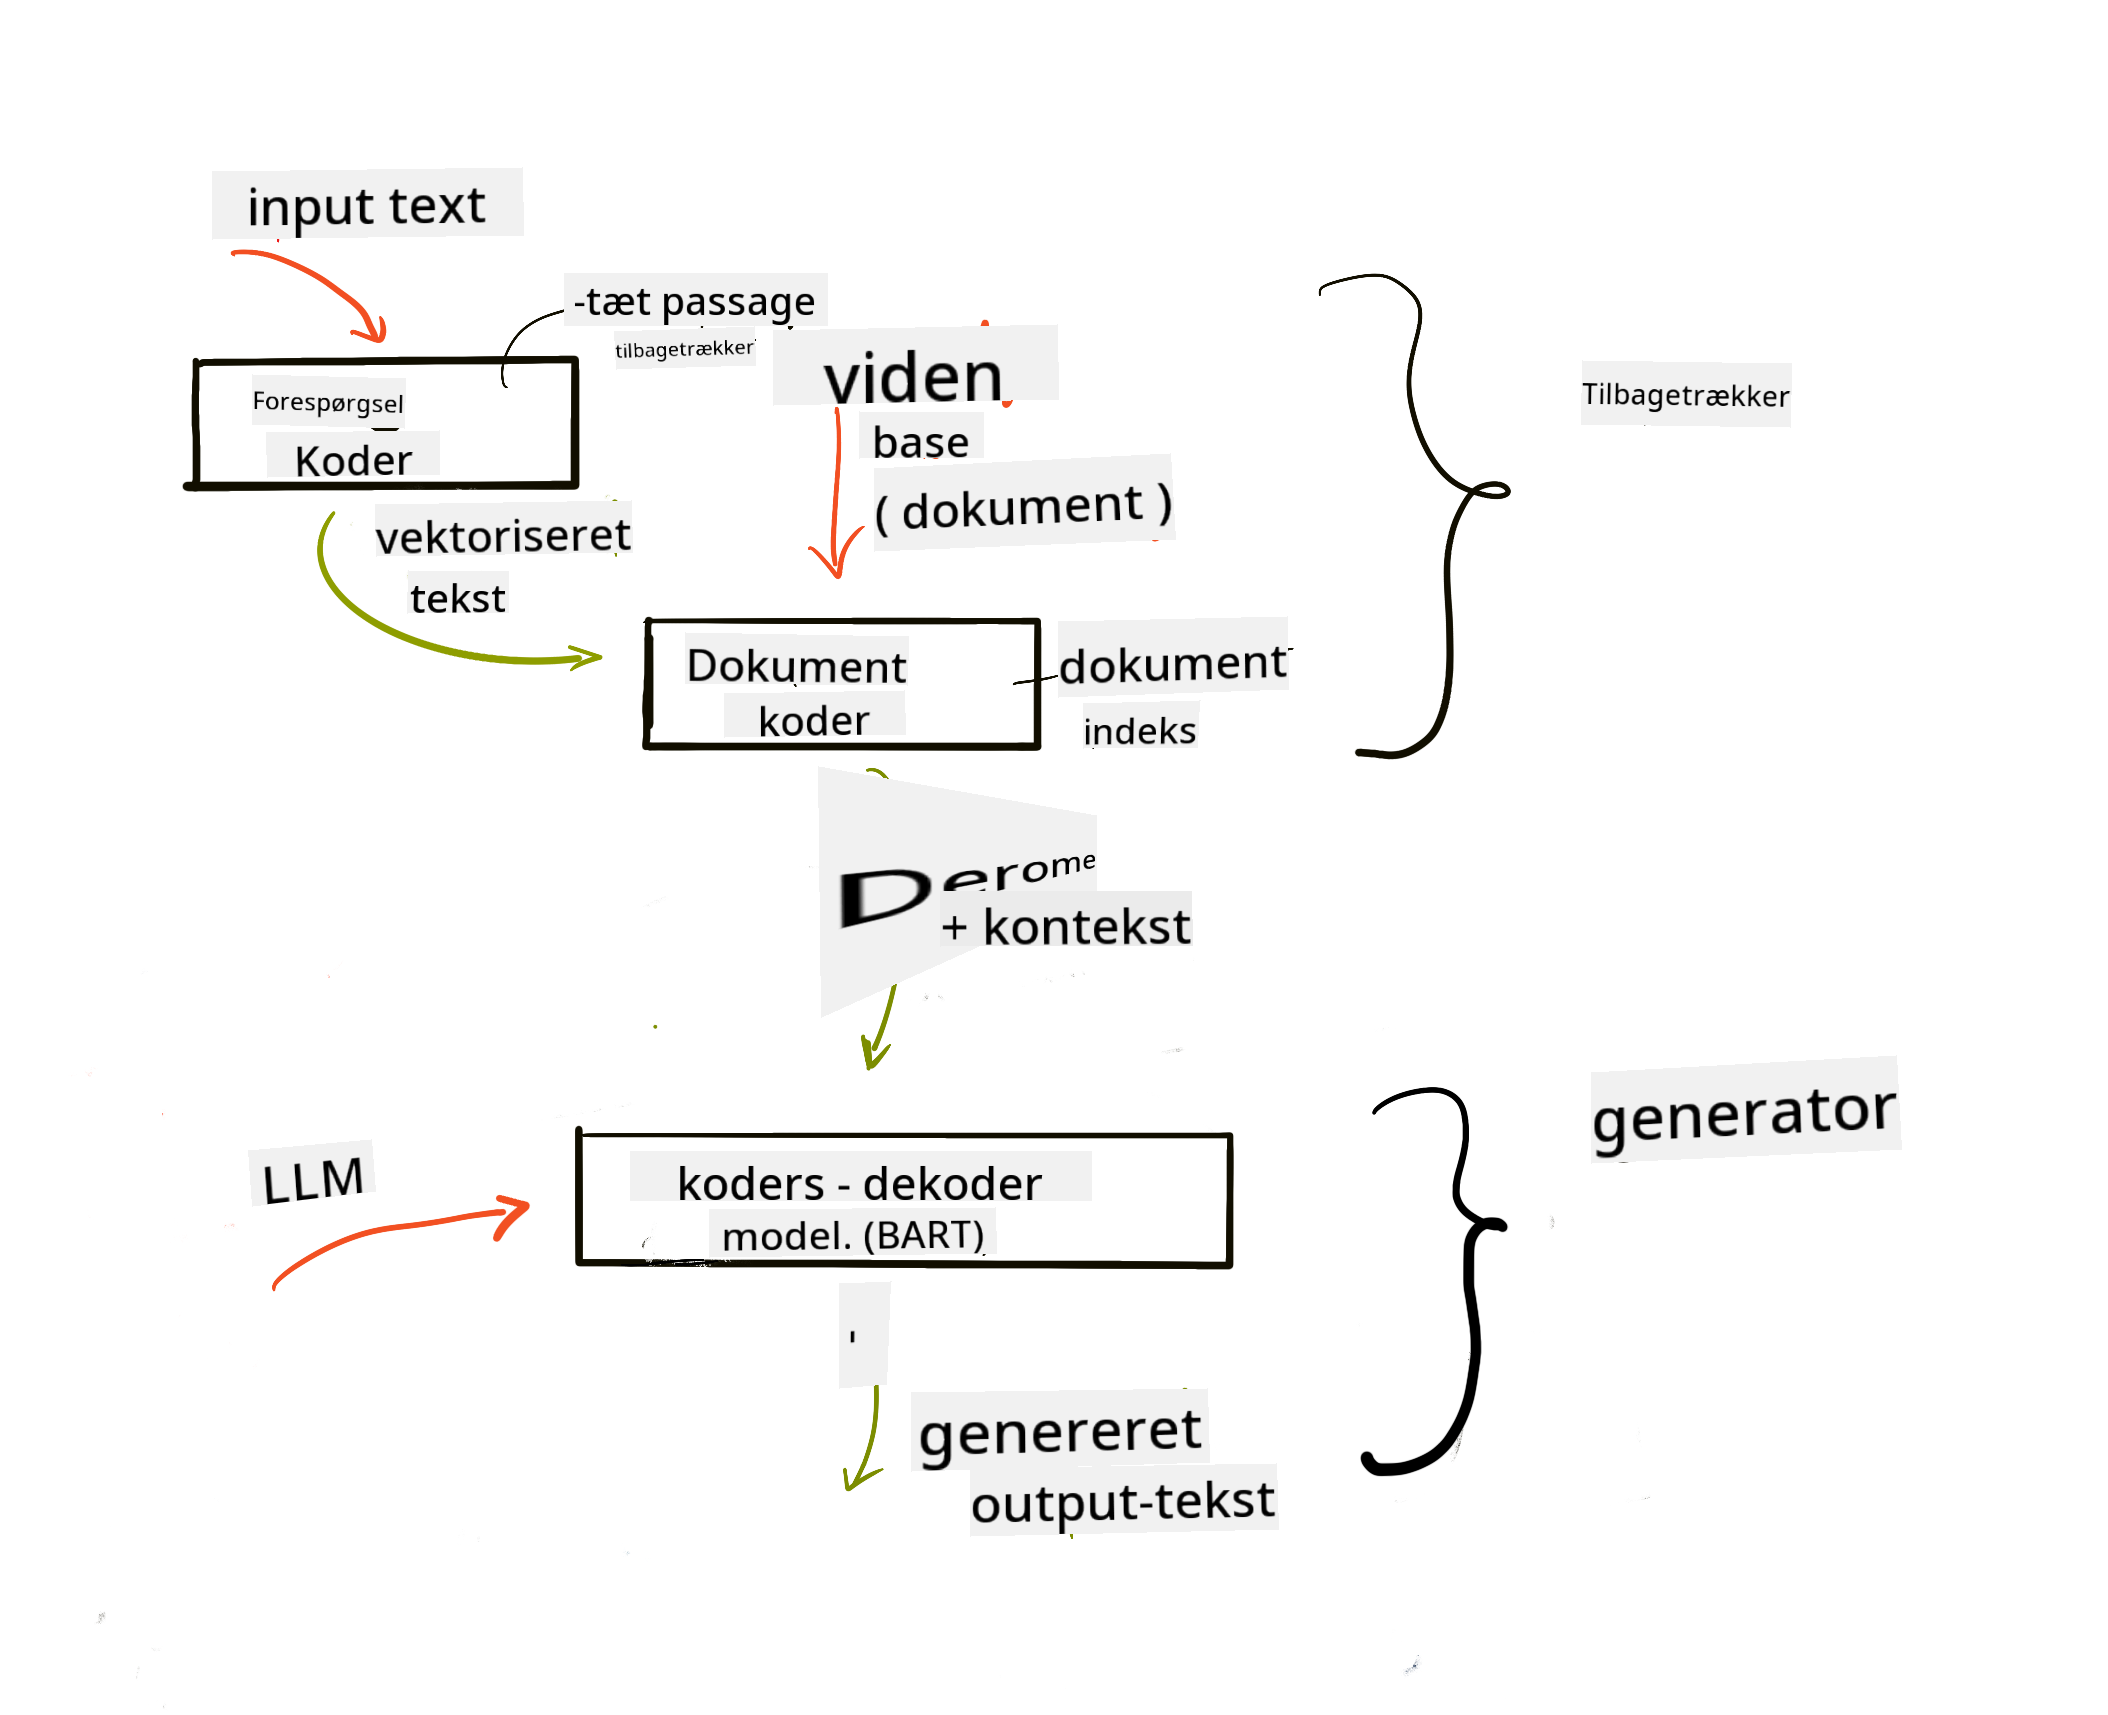 input text
-tæt passage
tilbagetrækker
Forespørgsel
Koder
viden
base
( dokument )
Tilbagetrækker
vektoriseret
tekst
Dokument
koder
dokument
indeks
Derome
+ kontekst
LLM
koders - dekoder
model. (BART)
generator
'
genereret
output-tekst